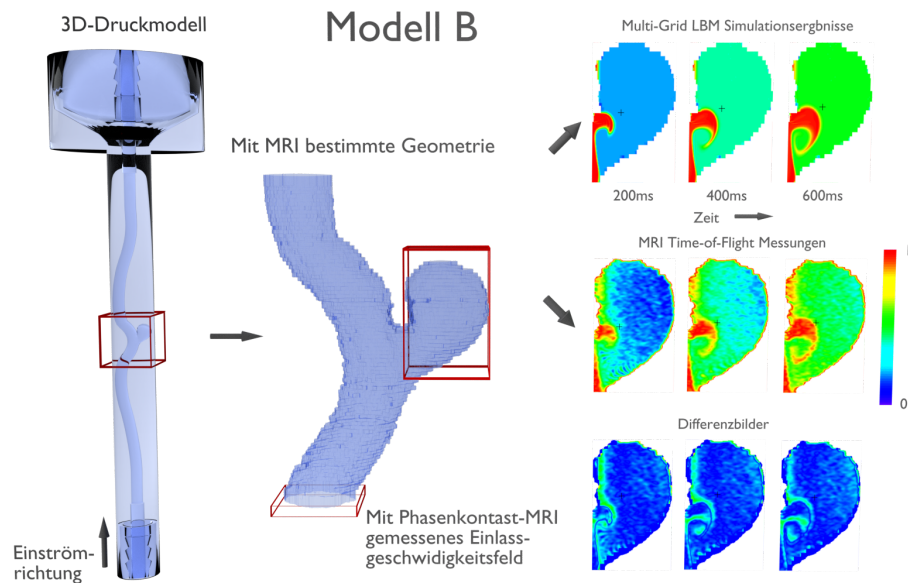 3D-Druckmodell
Modell B
Multi-Grid LBM Simulationsergbnisse
Mit MRI bestimmte Geometrie
200ms
400ms
600ms
Zeit
MRI Time-of-Flight Messungen
0
Differenzbilder
Mit Phasenkontast-MRI
gemessenes Einlass-
geschwidigkeitsfeld
Einström-
richtung